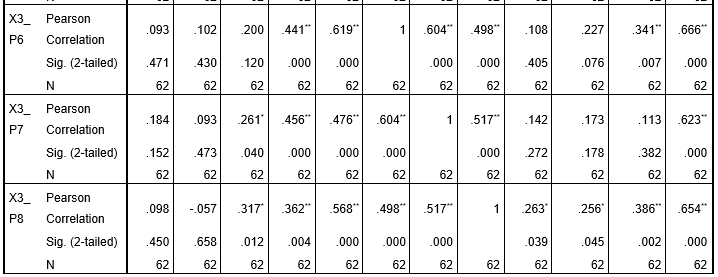 X3_ Pearson
P6 Correlation .093 .102 .200 .441** .619** 1 .604** .498** .108 .227 .341** .666**
Sig. (2-tailed) .471 .430 .120 .000 .000 .000 .000 .405 .076 .007 .000
N 62 62 62 62 62 62 62 62 62 62 62 62
X3_ Pearson
P7 Correlation .184 .093 .261* .456** .476** .604** 1 .517** .142 .173 .113 .623**
Sig. (2-tailed) .152 .473 .040 .000 .000 .000 .000 .272 .178 .382 .000
N 62 62 62 62 62 62 62 62 62 62 62 62
X3_ Pearson
P8 Correlation .098 -.057 .317* .362** .568** .498** .517** 1 .263* .256* .386** .654**
Sig. (2-tailed) .450 .658 .012 .004 .000 .000 .000 .039 .045 .002 .000
N 62 62 62 62 62 62 62 62 62 62 62 62